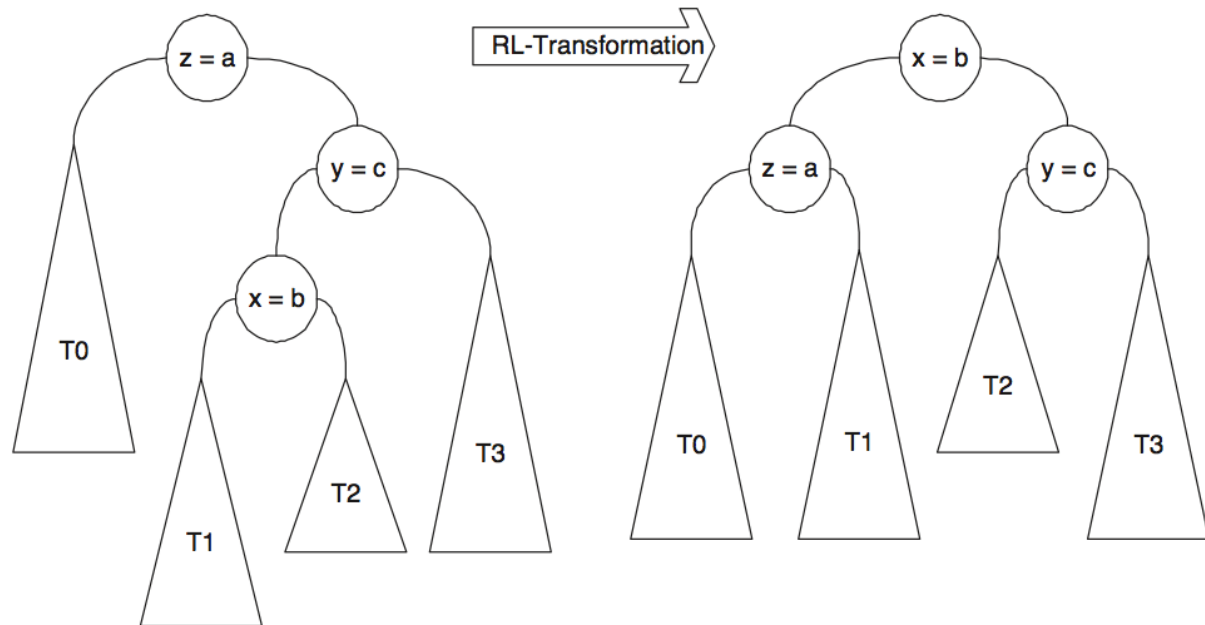 z = a
RL-Transformation
x = b
y = c
z = a
y = c
x = b
T0
T1
T2
T3
T0
T1
T2
T3